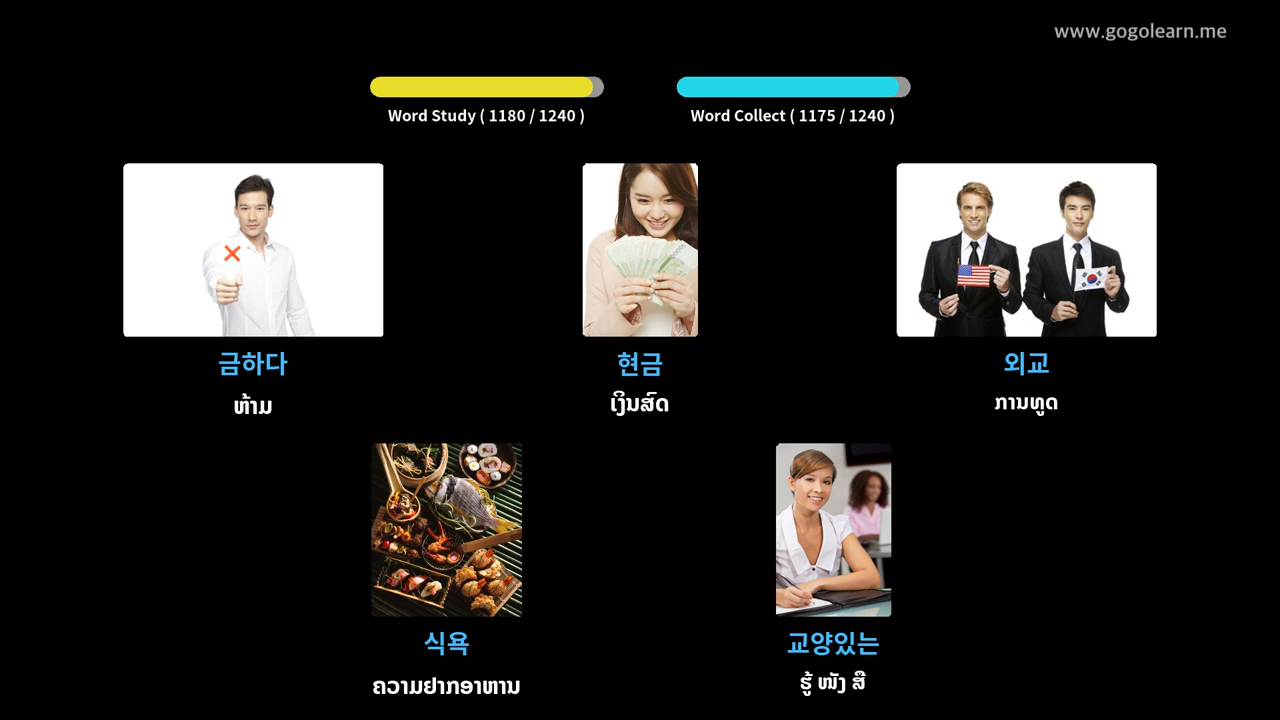 www.gogolearn.me
Word Study ( 1180 / 1240 )
Word Collect ( 1175 / 1240 )
금하다
현금
외교
ຫ້າມ
ເງິນສົດ
ການທູດ
식욕
교양있는
ຄວາມຢາກອາຫານ
ຮູ້ ໜັງ ສື